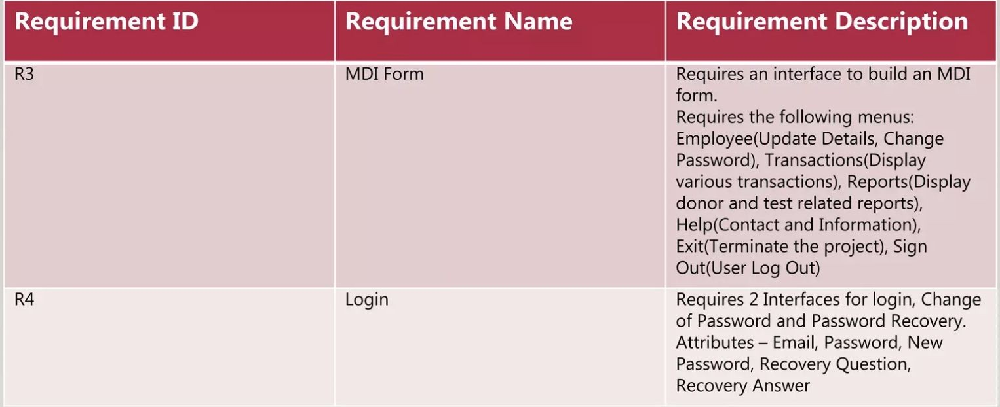 Requirement ID
Requirement Name
Requirement Description
R3
MDI Form
Requires an interface to build an MDI
form.
Requires the following menus:
Employee(Update Details, Change
Password), Transactions(Display
various transactions), Reports(Display
donor and test related reports),
Help(Contact and Information),
Exit(Terminate the project), Sign
Out(User Log Out)
R4
Login
Requires 2 Interfaces for login, Change
of Password and Password Recovery.
Attributes – Email, Password, New
Password, Recovery Question,
Recovery Answer